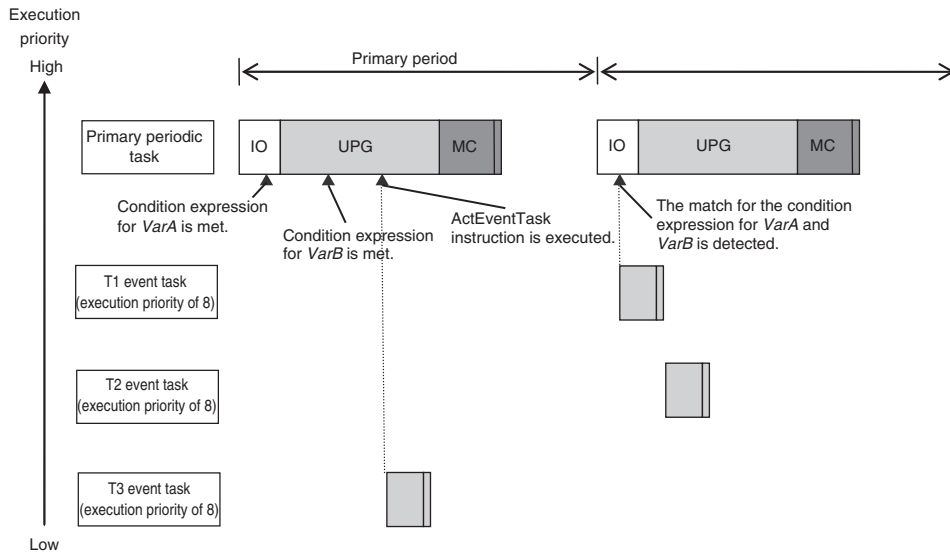 Execution
priority
High
Primary period
Primary periodic
task
IO
UPG
MC
IO
UPG
MC
Condition expression
for VarA is met.
Condition expression
for VarB is met.
ActEventTask
instruction is executed.
The match for the condition
expression for VarA and
VarB is detected.
T1 event task
(execution priority of 8)
T2 event task
(execution priority of 8)
T3 event task
(execution priority of 8)
Low